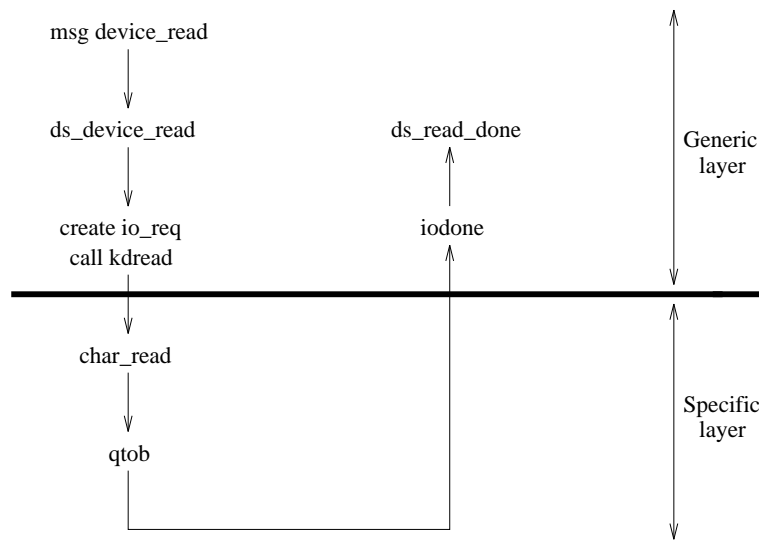 msg device_read
ds_device_read
ds_read_done
Generic
layer
create io_req
call kdread
iodone
char_read
Specific
layer
qtob